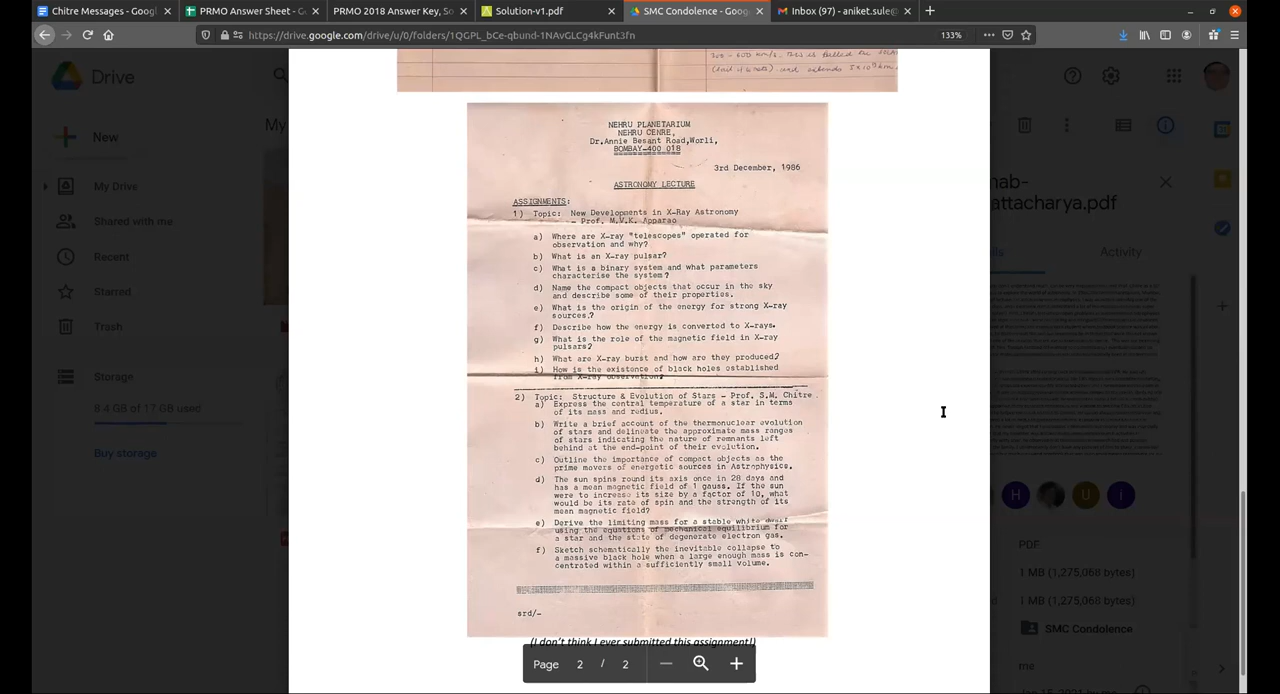 Chitre Messages - Googl
PRMO Answer Sheet - G
PRMO 2018 Answer Key, So
Solution-v1.pdf
SMC Condolence - Goog
Inbox (97) - aniket.sule@
https://drive.google.com/drive/u/0/folders/1QGPL_bCe-qbund-1NAvGLCg4kFunt3fn
133%
Drive
New
My Drive
Shared with me
Recent
Starred
Trash
Storage
8.4 GB of 17 GB used
Buy storage
My
NEHRU PLANETARIUM
NEHRU CENRE,
Dr.Annie Besant Road,Worli,
BOMBAY-400 018
3rd December, 1986
ASTRONOMY LECTURE
ASSIGNMENTS:
1) Topic: New Developments in X-Ray Astronomy
- Prof. M.V.K. Apparao
a) Where are X-ray "telescopes" operated for
observation and why?
b) What is an X-ray pulsar?
c) What is a binary system and what parameters
characterise the system?
d) Name the compact objects that occur in the sky
and describe some of their properties.
e) What is the origin of the energy for strong X-ray
sources.?
f) Describe how the energy is converted to X-rays.
g) What is the role of the magnetic field in X-ray
pulsars?
h) What are X-ray burst and how are they produced?
i) How is the existence of black holes established
from X-ray observation?
2) Topic: Structure & Evolution of Stars - Prof. S.M. Chitre.
a) Express the central temperature of a star in terms
of its mass and radius.
b) Write a brief account of the thermonuclear evolution
of stars and delineate the approximate mass ranges
of stars indicating the nature of remnants left
behind at the end-point of their evolution.
c) Outline the importance of compact objects as the
prime movers of energetic sources in Astrophysics.
d) The sun spins round its axis once in 28 days and
has a mean magnetic field of 1 gauss. If the sun
were to increase its size by a factor of 10, what
would be its rate of spin and the strength of its
mean magnetic field?
e) Derive the limiting mass for a stable white dwarf
using the equations of mechanical equilibrium for
a star and the state of degenerate electron gas.
f) Sketch schematically the inevitable collapse to
a massive black hole when a large enough mass is con-
centrated within a sufficiently small volume.
srd/-
(I don't think I ever submitted this assignment!)
Page 2 / 2
nab-
attacharya.pdf
Activity
H
U
i
PDF
1 MB (1,275,068 bytes)
1 MB (1,275,068 bytes)
SMC Condolence
me
Jan 15, 2021 by me